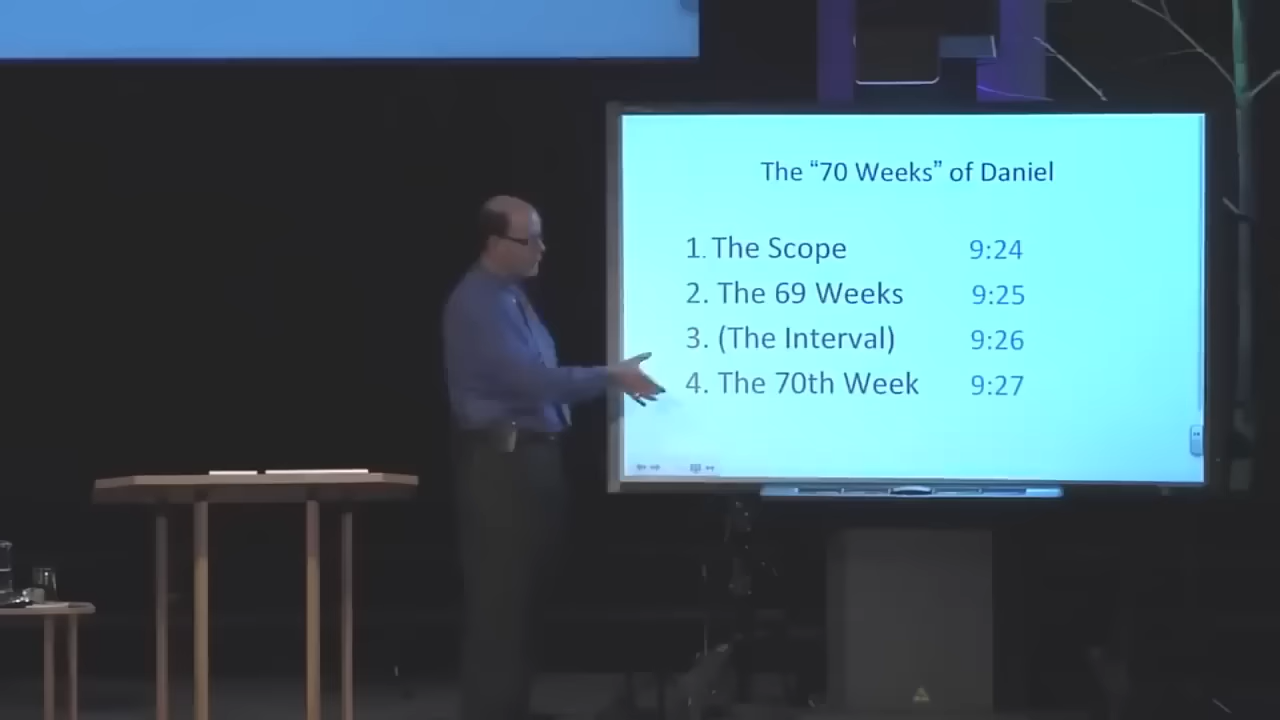 The “70 Weeks” of Daniel
1. The Scope 9:24
2. The 69 Weeks 9:25
3. (The Interval) 9:26
4. The 70th Week 9:27